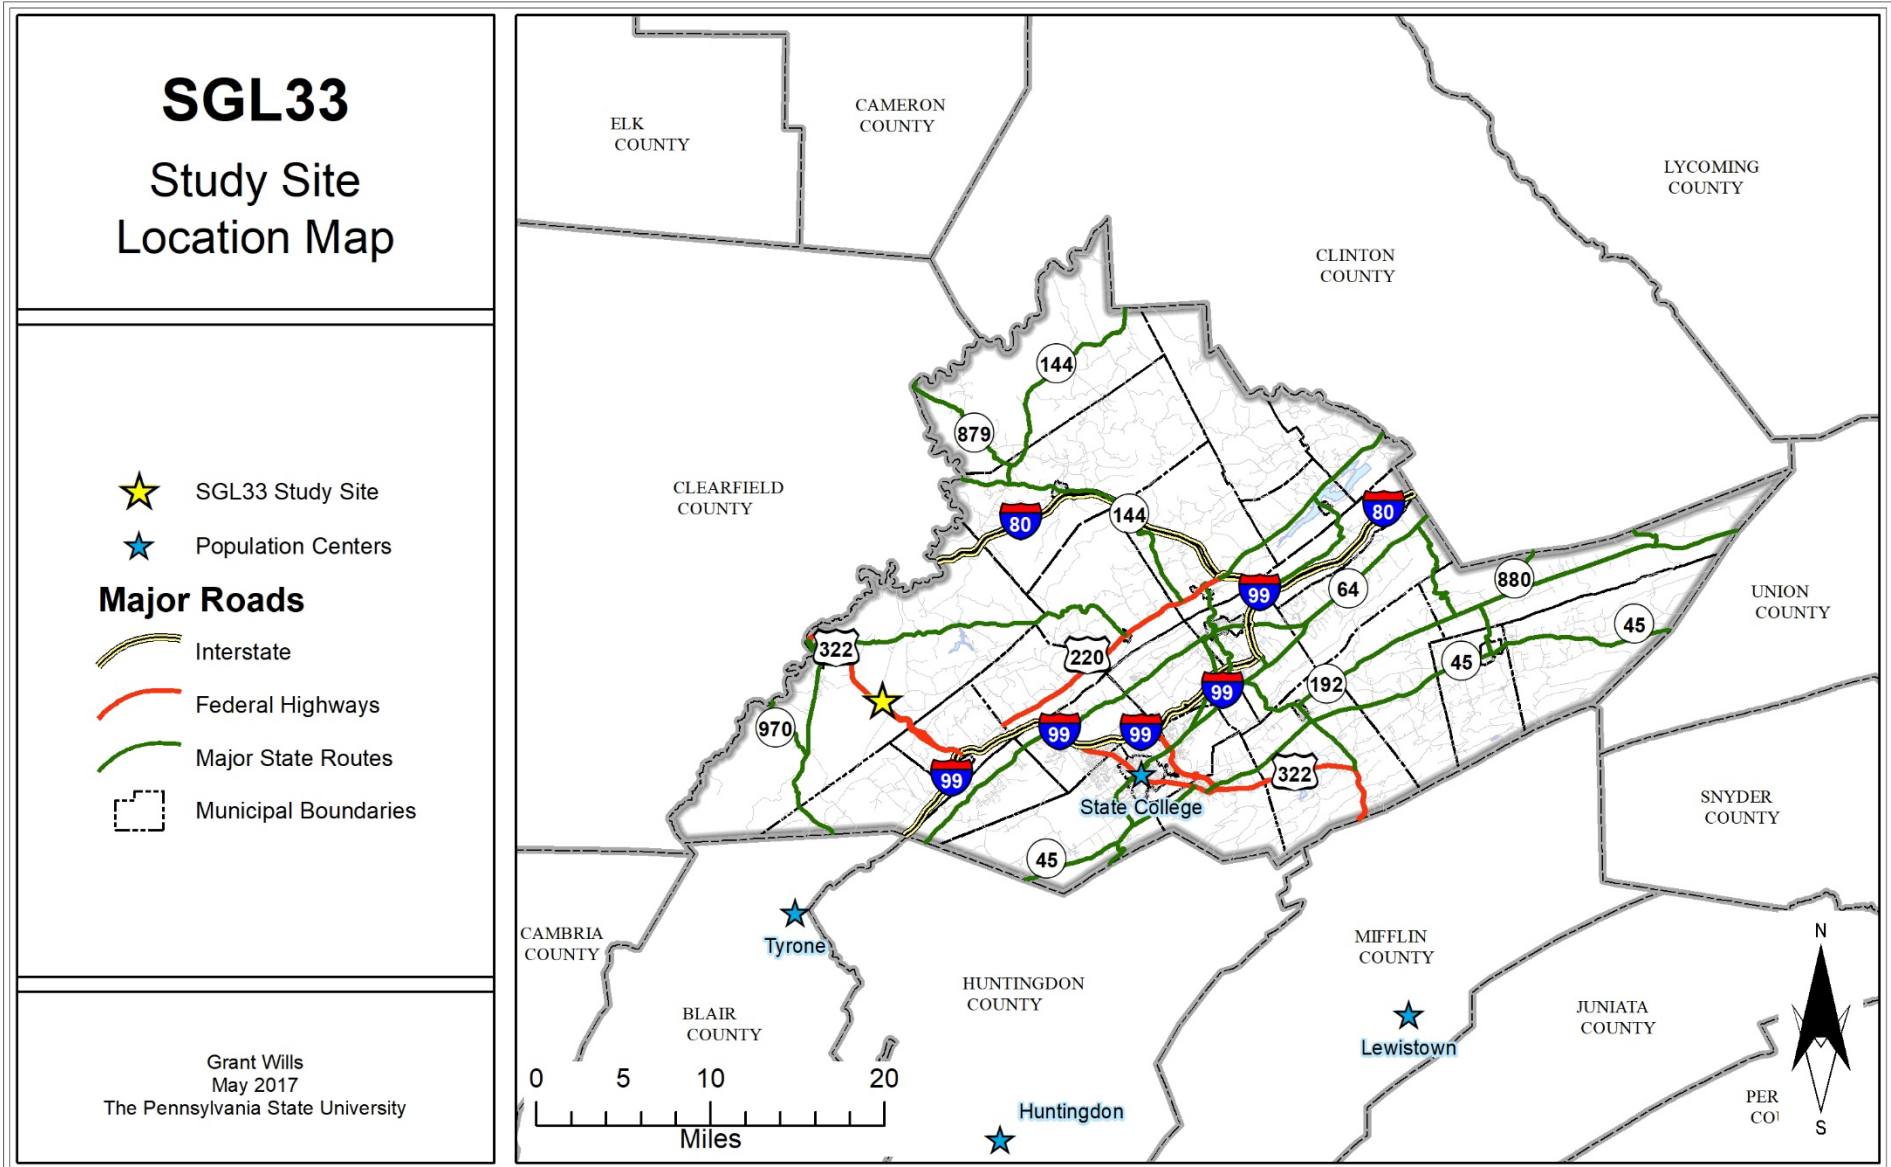 SGL33
Study Site
Location Map
SGL33 Study Site
Population Centers
Major Roads
Interstate
Federal Highways
Major State Routes
Municipal Boundaries
Grant Wills
May 2017
The Pennsylvania State University
ELK
COUNTY
CAMERON
COUNTY
LYCOMING
COUNTY
CLINTON
COUNTY
144
879
CLEARFIELD
COUNTY
80
144
80
99
64
880
UNION
COUNTY
45
322
220
45
192
99
970
99
99
99
322
State College
SNYDER
COUNTY
45
CAMBRIA
COUNTY
Tyrone
MIFFLIN
COUNTY
N
HUNTINGDON
COUNTY
BLAIR
COUNTY
JUNIATA
COUNTY
Lewistown
0 5 10 20
Miles
Huntingdon
PER
COU
S